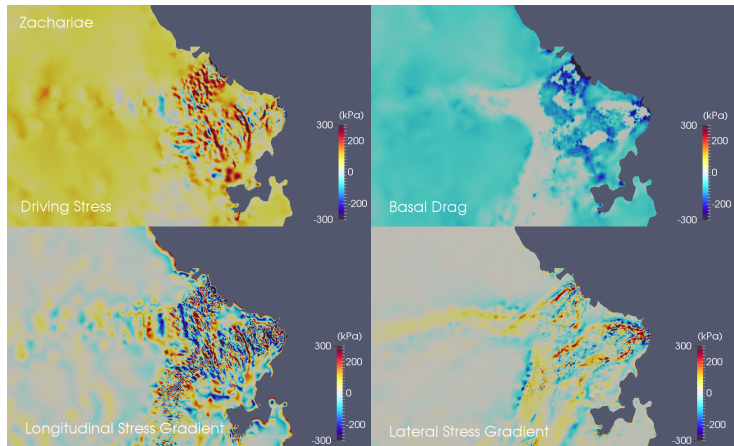 Zachariae
(kPa)
300
200
0
-200
-300
Driving Stress
(kPa)
300
200
0
-200
-300
Basal Drag
(kPa)
300
200
0
-200
-300
Longitudinal Stress Gradient
(kPa)
300
200
0
-200
-300
Lateral Stress Gradient